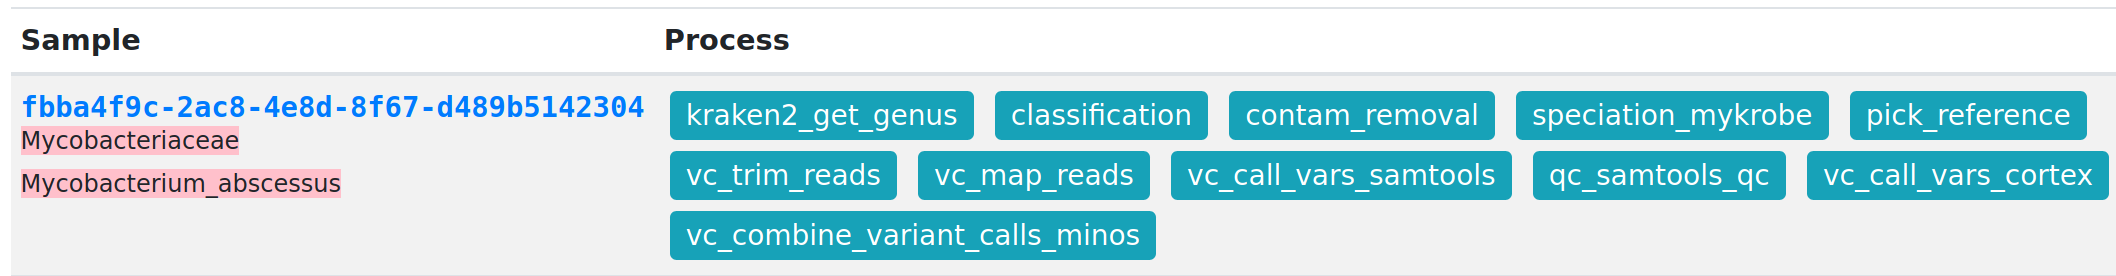 Sample Process
fbba4f9c-2ac8-4e8d-8f67-d489b5142304 kraken2_get_genus classification contam_removal speciation_mykrobe pick_reference
Mycobacteriaceae
Mycobacterium_abscessus vc_trim_reads vc_map_reads vc_call_vars_samtools qc_samtools_qc vc_call_vars_cortex
vc_combine_variant_calls_minos